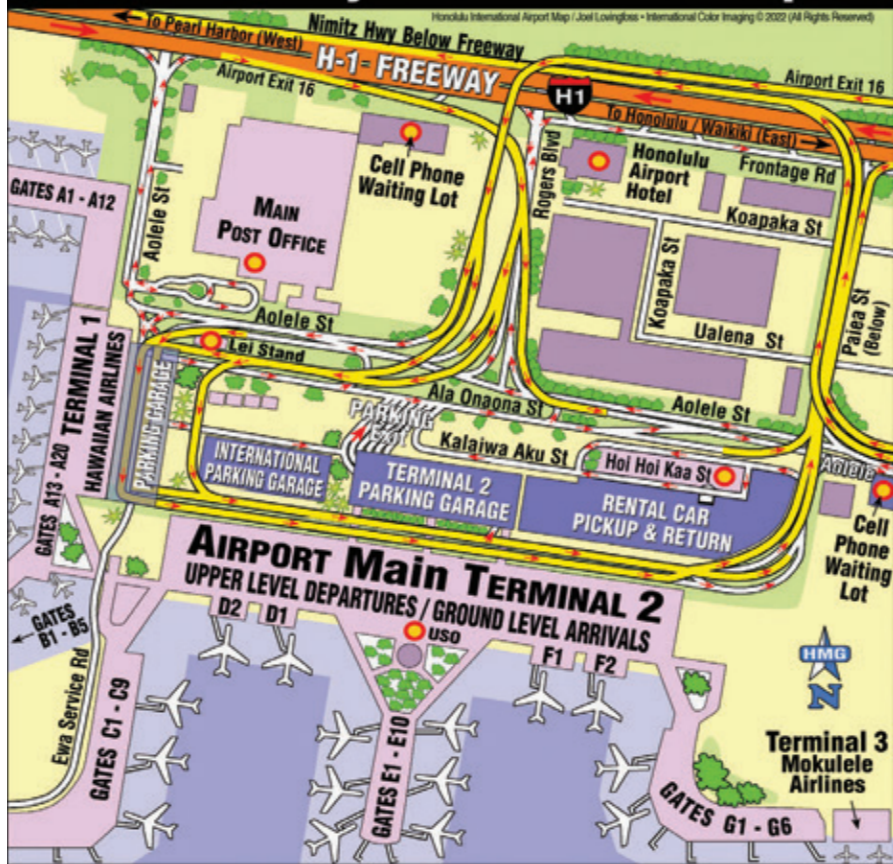 Honolulu International Airport Map / Joel Lovingfoss • International Color Imaging © 2022 (All Rights Reserved)
To Pearl Harbor (West)
Nimitz Hwy Below Freeway
H-1 FREEWAY
Airport Exit 16
Airport Exit 16
H1
To Honolulu / Waikiki (East)
Frontage Rd
Cell Phone
Waiting Lot
Rogers Blvd
Honolulu
Airport
Hotel
Koapaka St
GATES A1 - A12
Aolele St
MAIN
POST OFFICE
Koapaka St
Ualena St
Paiea St
(Below)
Aolele St
Lei Stand
TERMINAL 1
HAWAIIAN AIRLINES
GATES A13 - A20
PARKING GARAGE
Ala Onaona St
Aolele St
PARKING
Exit
Kalaiwa Aku St
Hoi Hoi Kaa St
Aolele
INTERNATIONAL
PARKING GARAGE
TERMINAL 2
PARKING GARAGE
RENTAL CAR
PICKUP & RETURN
Cell
Phone
Waiting
Lot
AIRPORT MAIN TERMINAL 2
UPPER LEVEL DEPARTURES / GROUND LEVEL ARRIVALS
GATES
B1 - B5
D2
D1
USO
F1
F2
HMG
N
Ewa Service Rd
GATES C1 - C9
GATES E1 - E10
GATES G1 - G6
Terminal 3
Mokulele
Airlines